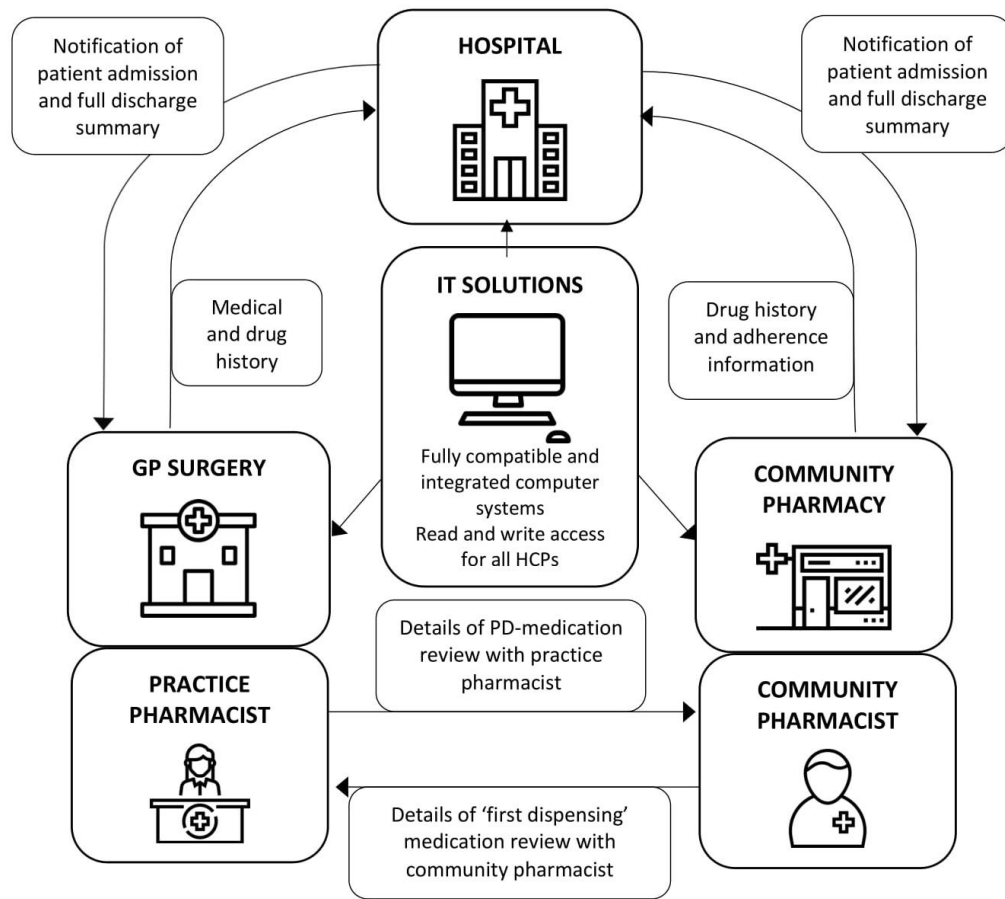 Notification of
patient admission
and full discharge
summary
HOSPITAL
Notification of
patient admission
and full discharge
summary
IT SOLUTIONS
Medical
and drug
history
Drug history
and adherence
information
Fully compatible and
integrated computer
systems
Read and write access
for all HCPs
GP SURGERY
COMMUNITY
PHARMACY
Details of PD-medication
review with practice
pharmacist
PRACTICE
PHARMACIST
COMMUNITY
PHARMACIST
Details of ‘first dispensing’
medication review with
community pharmacist